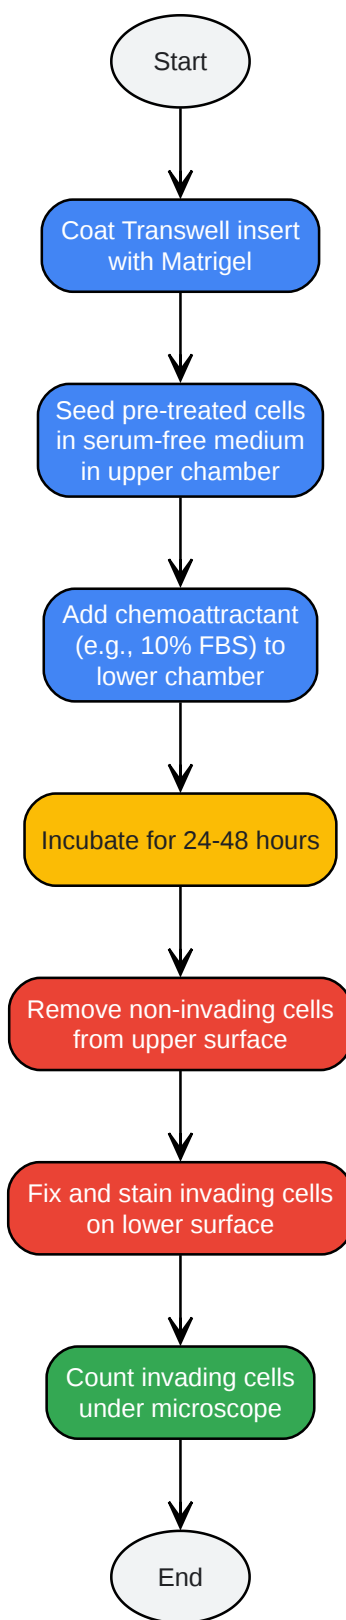 Start
Coat Transwell insert
with Matrigel
Seed pre-treated cells
in serum-free medium
in upper chamber
Add chemoattractant
(e.g., 10% FBS) to
lower chamber
Incubate for 24-48 hours
Remove non-invading cells
from upper surface
Fix and stain invading cells
on lower surface
Count invading cells
under microscope
End